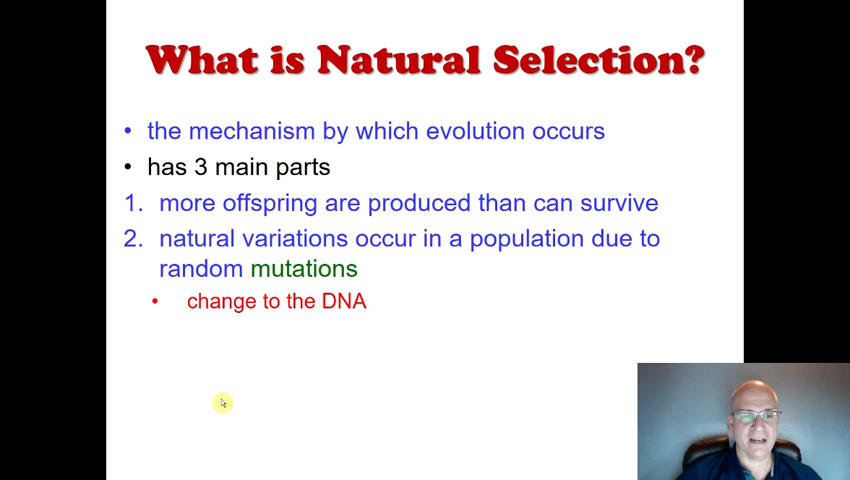 What is Natural Selection?
• the mechanism by which evolution occurs
• has 3 main parts
1. more offspring are produced than can survive
2. natural variations occur in a population due to
random mutations
• change to the DNA